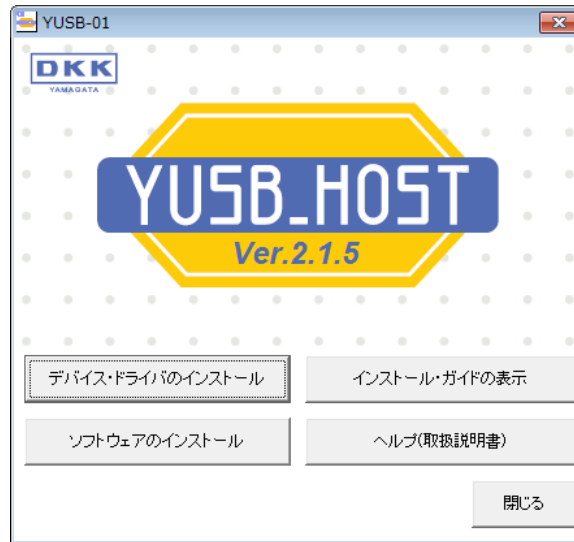 YUSB-01
DKK
YAMAGATA
YUSB_HOST
Ver.2.1.5
デバイス・ドライバのインストール
インストール・ガイドの表示
ソフトウェアのインストール
ヘルプ(取扱説明書)
閉じる